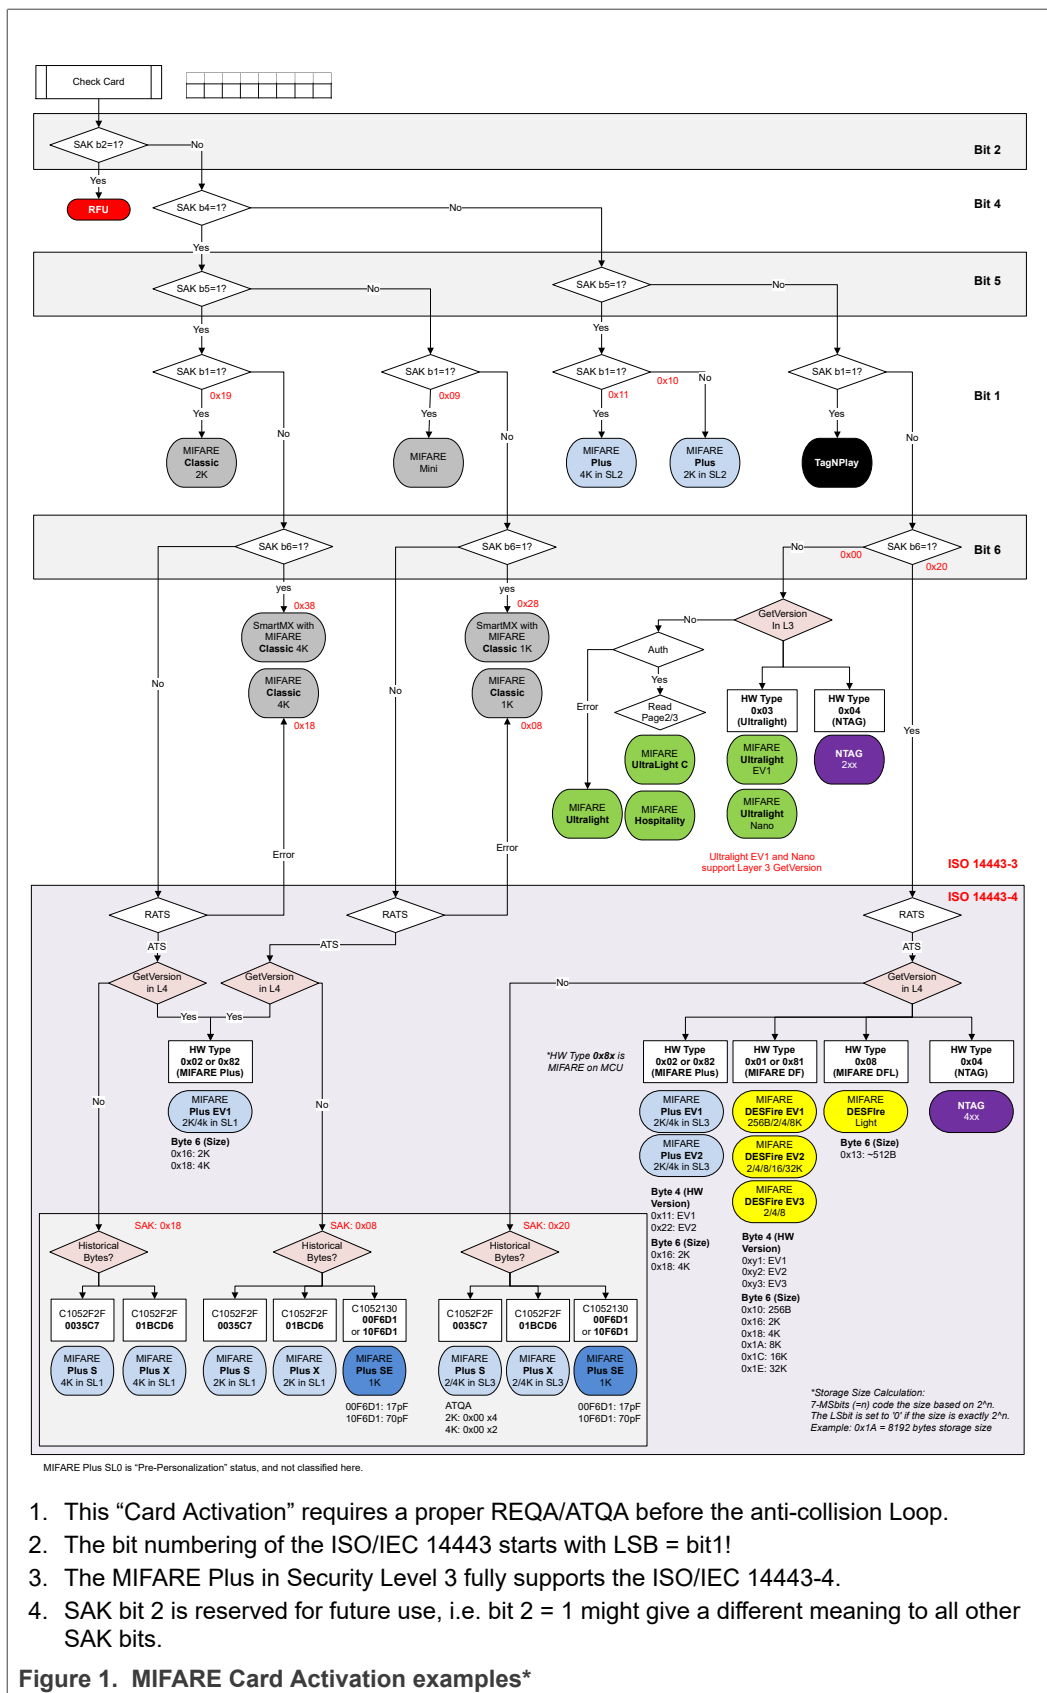 Check Card
SAK b2=1?
No
Bit 2
Yes
RFU
SAK b4=1?
No
Bit 4
Yes
SAK b5=1?
No
SAK b5=1?
No
Bit 5
Yes
Yes
SAK b1=1?
SAK b1=1?
SAK b1=1?
SAK b1=1?
0x19
0x09
0x11
0x10
No
Bit 1
Yes
No
Yes
No
Yes
Yes
No
MIFARE
Classic
2K
MIFARE
Mini
MIFARE
Plus
4K in SL2
MIFARE
Plus
2K in SL2
TagNPlay
SAK b6=1?
SAK b6=1?
No
0x00
SAK b6=1?
0x20
Bit 6
No
yes
0x38
No
yes
0x28
SmartMX with
MIFARE
Classic 4K
MIFARE
Classic
4K
0x18
SmartMX with
MIFARE
Classic 1K
MIFARE
Classic
1K
0x08
GetVersion
In L3
No
Auth
Error
Yes
Read
Page2/3
HW Type
0x03
(Ultralight)
HW Type
0x04
(NTAG)
Yes
MIFARE
UltraLight C
MIFARE
Ultralight
EV1
NTAG
2xx
MIFARE
Ultralight
MIFARE
Hospitality
MIFARE
Ultralight
Nano
Ultralight EV1 and Nano
support Layer 3 GetVersion
Error
Error
ISO 14443-3
ISO 14443-4
RATS
RATS
RATS
ATS
ATS
ATS
GetVersion
in L4
GetVersion
in L4
No
GetVersion
in L4
Yes
Yes
HW Type
0x02 or 0x82
(MIFARE Plus)
*HW Type 0x8x is
MIFARE on MCU
HW Type
0x02 or 0x82
(MIFARE Plus)
HW Type
0x01 or 0x81
(MIFARE DF)
HW Type
0x08
(MIFARE DFL)
HW Type
0x04
(NTAG)
No
No
MIFARE
Plus EV1
2K/4k in SL1
Byte 6 (Size)
0x16: 2K
0x18: 4K
MIFARE
Plus EV1
2K/4k in SL3
MIFARE
Plus EV2
2K/4k in SL3
Byte 4 (HW
Version)
0x11: EV1
0x22: EV2
Byte 6 (Size)
0x16: 2K
0x18: 4K
MIFARE
DESFire EV1
256B/2/4/8K
MIFARE
DESFire EV2
2/4/8/16/32K
MIFARE
DESFire EV3
2/4/8
Byte 4 (HW
Version)
0xy1: EV1
0xy2: EV2
0xy3: EV3
Byte 6 (Size)
0x10: 256B
0x16: 2K
0x18: 4K
0x1A: 8K
0x1C: 16K
0x1E: 32K
MIFARE
DESFIre
Light
Byte 6 (Size)
0x13: ~512B
NTAG
4xx
SAK: 0x18
SAK: 0x08
SAK: 0x20
Historical
Bytes?
Historical
Bytes?
Historical
Bytes?
C1052F2F
0035C7
C1052F2F
01BCD6
C1052F2F
0035C7
C1052F2F
01BCD6
C1052130
00F6D1
or 10F6D1
C1052F2F
0035C7
C1052F2F
01BCD6
C1052130
00F6D1
or 10F6D1
MIFARE
Plus S
4K in SL1
MIFARE
Plus X
4K in SL1
MIFARE
Plus S
2K in SL1
MIFARE
Plus X
2K in SL1
MIFARE
Plus SE
1K
MIFARE
Plus S
2/4K in SL3
MIFARE
Plus X
2/4K in SL3
MIFARE
Plus SE
1K
00F6D1: 17pF
10F6D1: 70pF
ATQA
2K: 0x00 x4
4K: 0x00 x2
00F6D1: 17pF
10F6D1: 70pF
*Storage Size Calculation:
7-MSbits (=n) code the size based on 2^n.
The LSbit is set to '0' if the size is exactly 2^n.
Example: 0x1A = 8192 bytes storage size
MIFARE Plus SL0 is "Pre-Personalization" status, and not classified here.
1. This “Card Activation” requires a proper REQA/ATQA before the anti-collision Loop.
2. The bit numbering of the ISO/IEC 14443 starts with LSB = bit1!
3. The MIFARE Plus in Security Level 3 fully supports the ISO/IEC 14443-4.
4. SAK bit 2 is reserved for future use, i.e. bit 2 = 1 might give a different meaning to all other
SAK bits.
Figure 1. MIFARE Card Activation examples*